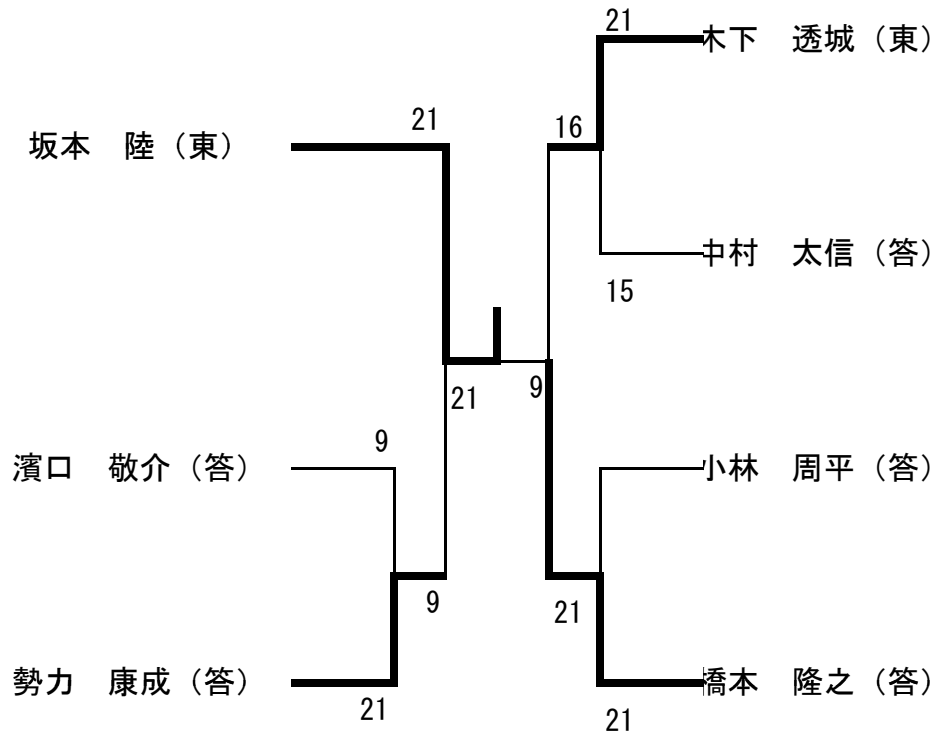 21
木下　透城（東）
21
16
坂本　陸（東）
中村　太信（答）
15
21
9
9
濱口　敬介（答）
小林　周平（答）
9
21
勢力　康成（答）
橋本　隆之（答）
21
21